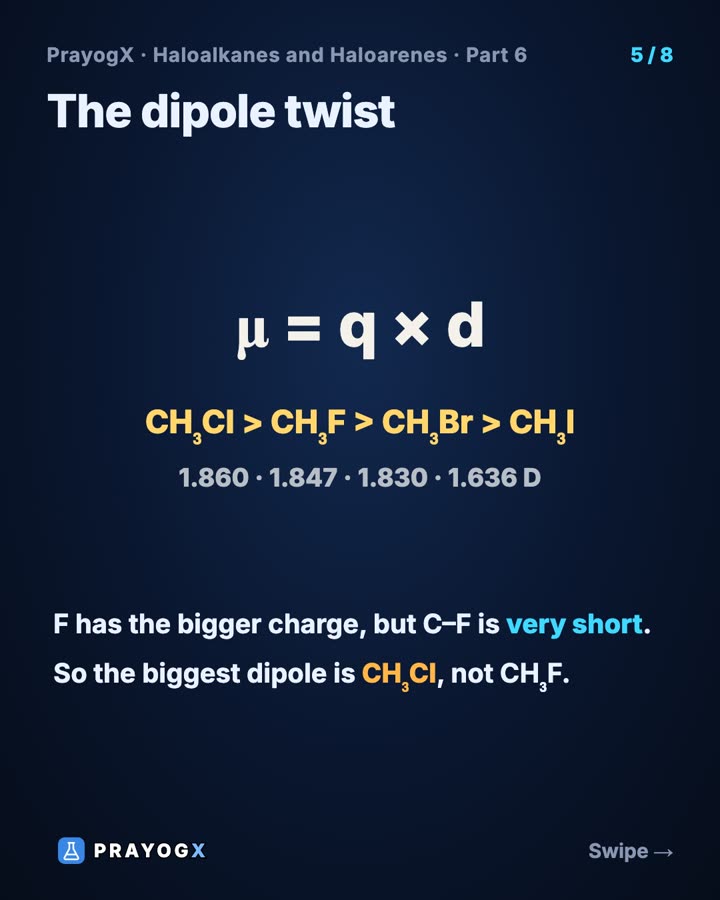 PrayogX · Haloalkanes and Haloarenes · Part 6
5 / 8
The dipole twist
μ = q × d
CH₃Cl > CH₃F > CH₃Br > CH₃I
1.860 · 1.847 · 1.830 · 1.636 D
F has the bigger charge, but C–F is very short.
So the biggest dipole is CH₃Cl, not CH₃F.
PRAYOGX
Swipe →